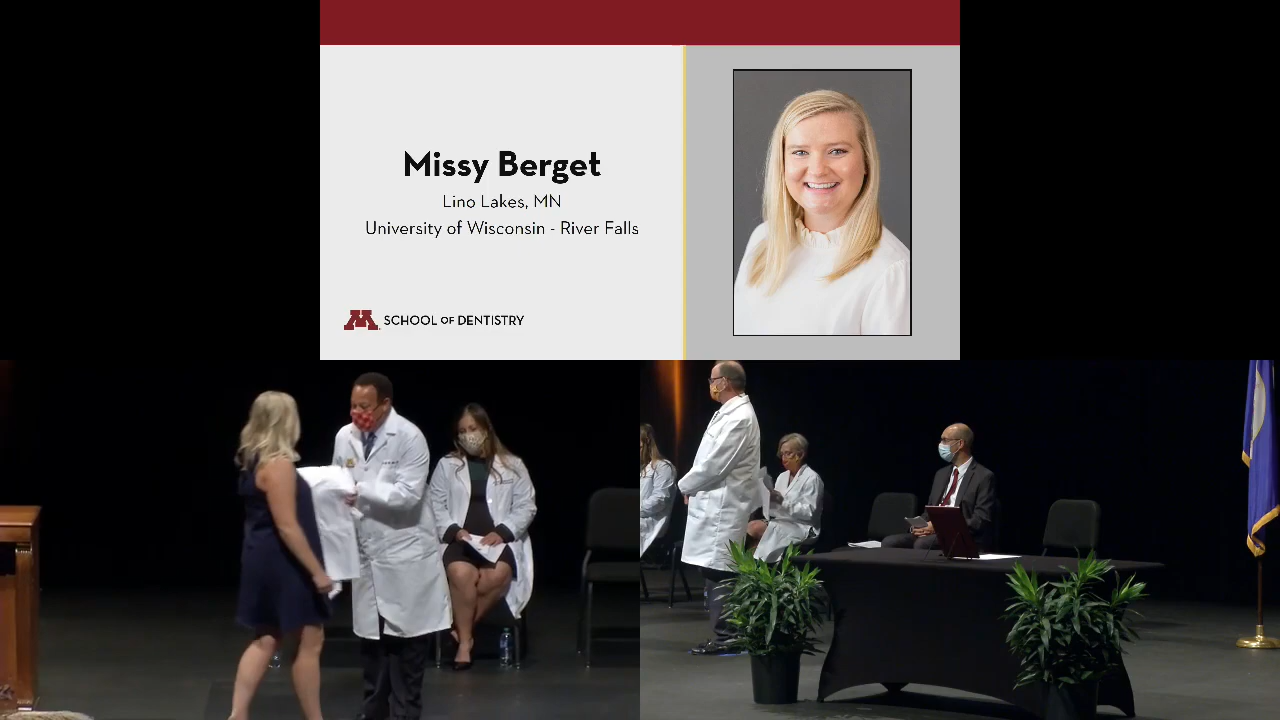 Missy Berget
Lino Lakes, MN
University of Wisconsin - River Falls
M SCHOOL OF DENTISTRY